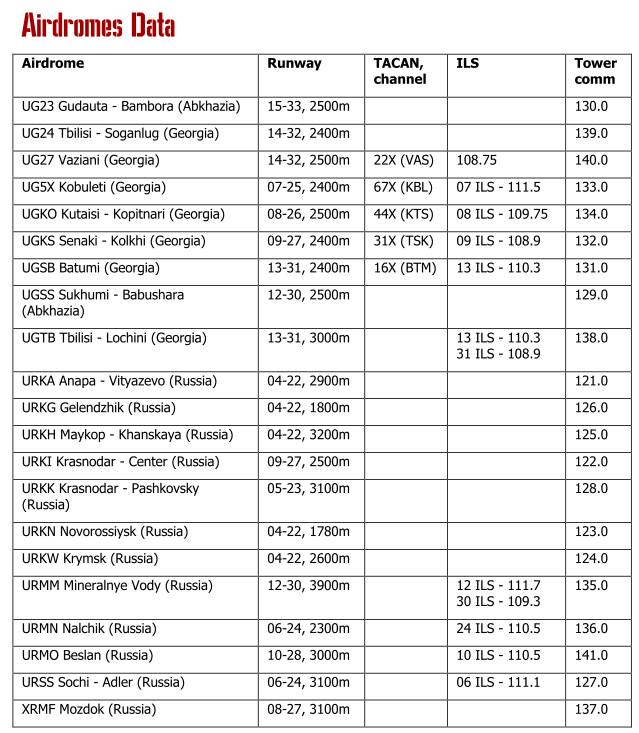 Airdromes Data
Airdrome Runway TACAN, channel ILS Tower comm
UG23 Gudauta - Bambora (Abkhazia) 15-33, 2500m 130.0
UG24 Tbilisi - Soganlug (Georgia) 14-32, 2400m 139.0
UG27 Vaziani (Georgia) 14-32, 2500m 22X (VAS) 108.75 140.0
UG5X Kobuleti (Georgia) 07-25, 2400m 67X (KBL) 07 ILS - 111.5 133.0
UGKO Kutaisi - Kopitnari (Georgia) 08-26, 2500m 44X (KTS) 08 ILS - 109.75 134.0
UGKS Senaki - Kolkhi (Georgia) 09-27, 2400m 31X (TSK) 09 ILS - 108.9 132.0
UGSB Batumi (Georgia) 13-31, 2400m 16X (BTM) 13 ILS - 110.3 131.0
UGSS Sukhumi - Babushara 12-30, 2500m 129.0
(Abkhazia)
UGTB Tbilisi - Lochini (Georgia) 13-31, 3000m 13 ILS - 110.3 138.0
31 ILS - 108.9
URKA Anapa - Vityazevo (Russia) 04-22, 2900m 121.0
URKG Gelendzhik (Russia) 04-22, 1800m 126.0
URKH Maykop - Khanskaya (Russia) 04-22, 3200m 125.0
URKI Krasnodar - Center (Russia) 09-27, 2500m 122.0
URKK Krasnodar - Pashkovsky 05-23, 3100m 128.0
(Russia)
URKN Novorossiysk (Russia) 04-22, 1780m 123.0
URKW Krymsk (Russia) 04-22, 2600m 124.0
URMM Mineralnye Vody (Russia) 12-30, 3900m 12 ILS - 111.7 135.0
30 ILS - 109.3
URMN Nalchik (Russia) 06-24, 2300m 24 ILS - 110.5 136.0
URMO Beslan (Russia) 10-28, 3000m 10 ILS - 110.5 141.0
URSS Sochi - Adler (Russia) 06-24, 3100m 06 ILS - 111.1 127.0
XRMF Mozdok (Russia) 08-27, 3100m 137.0